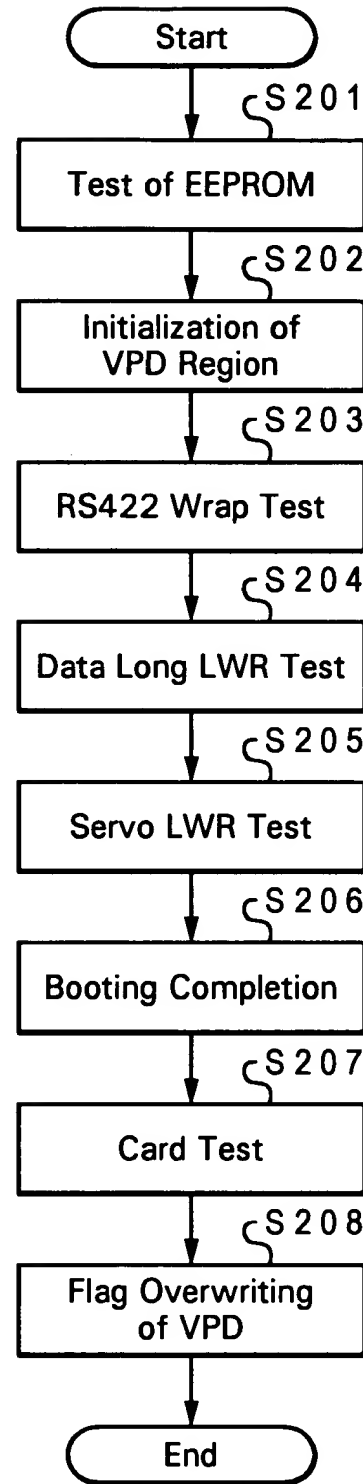 Start
S201
Test of EEPROM
S202
Initialization of
VPD Region
S203
RS422 Wrap Test
S204
Data Long LWR Test
S205
Servo LWR Test
S206
Booting Completion
S207
Card Test
S208
Flag Overwriting
of VPD
End